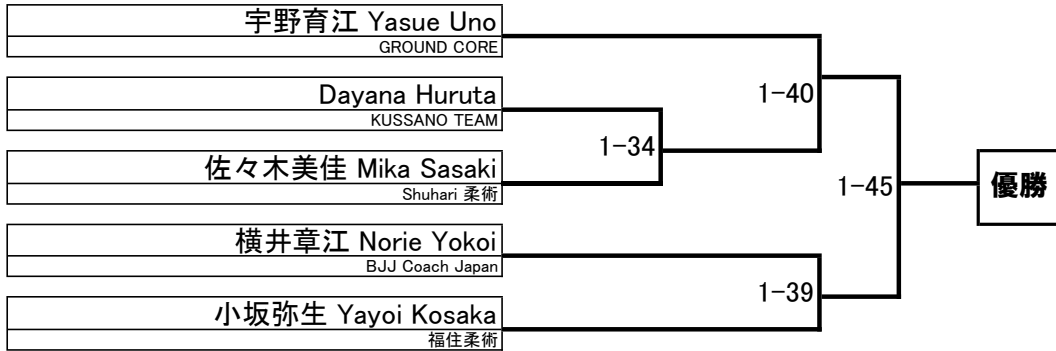 宇野育江 Yasue Uno
GROUND CORE
Dayana Huruta
KUSSANO TEAM
佐々木美佳 Mika Sasaki
Shuhari 柔術
横井章江 Norie Yokoi
BJJ Coach Japan
小坂弥生 Yayoi Kosaka
福住柔術
1-40
1-34
1-45
1-39
優勝